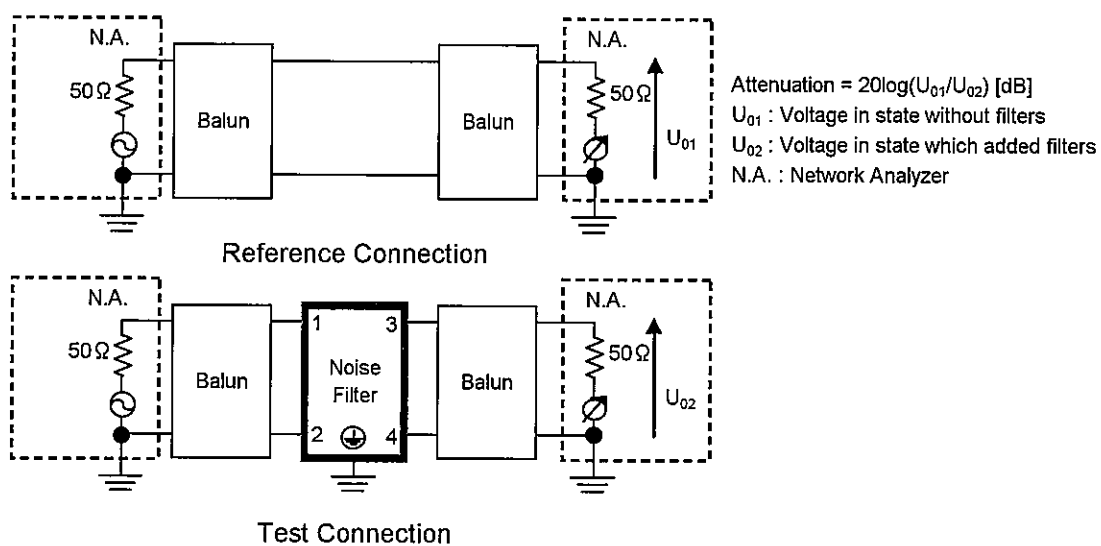 N.A.
50Ω
Balun
Balun
N.A.
50Ω
U01
Attenuation = 20log(U01/U02) [dB]
U01 : Voltage in state without filters
U02 : Voltage in state which added filters
N.A. : Network Analyzer
Reference Connection
N.A.
50Ω
Balun
1 3
Noise
Filter
2 4
Balun
N.A.
50Ω
U02
Test Connection